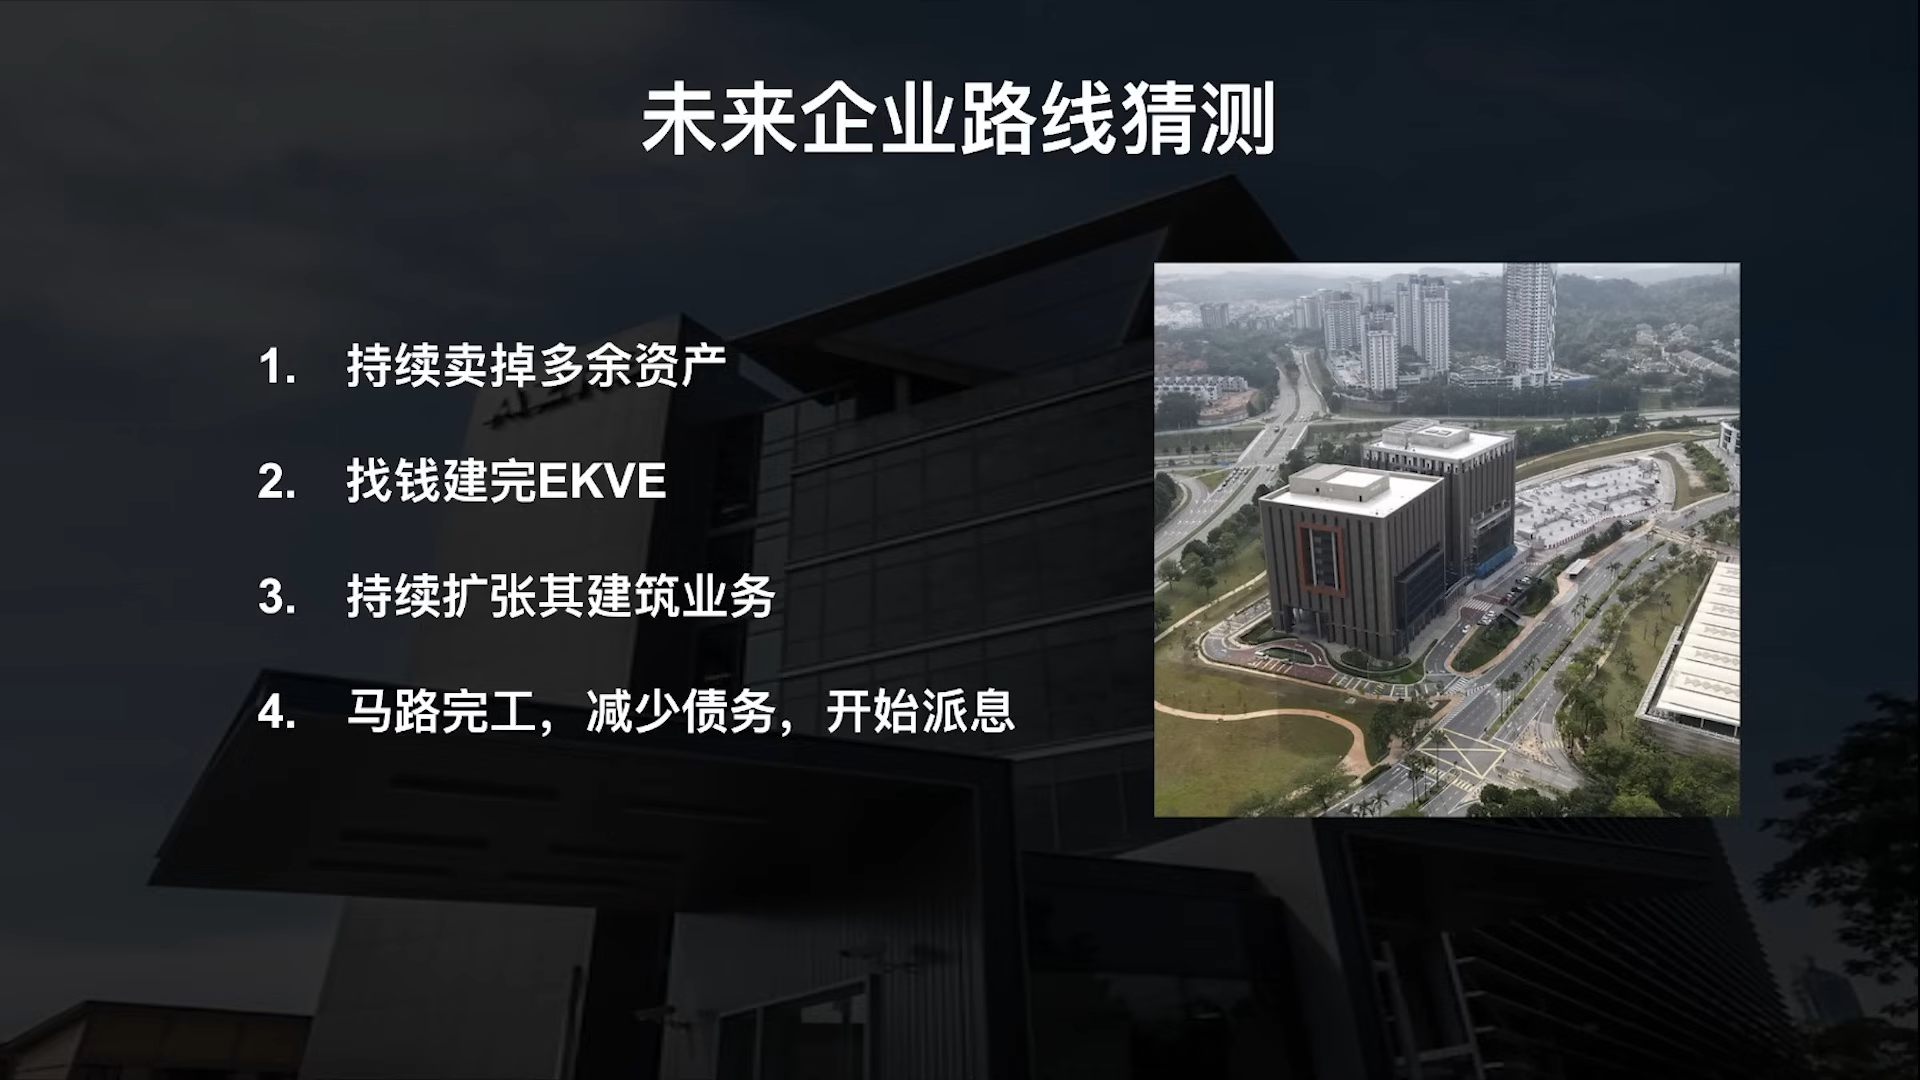 未来企业路线猜测
1. 持续卖掉多余资产
2. 找钱建完EKVE
3. 持续扩张其建筑业务
4. 马路完工，减少债务，开始派息